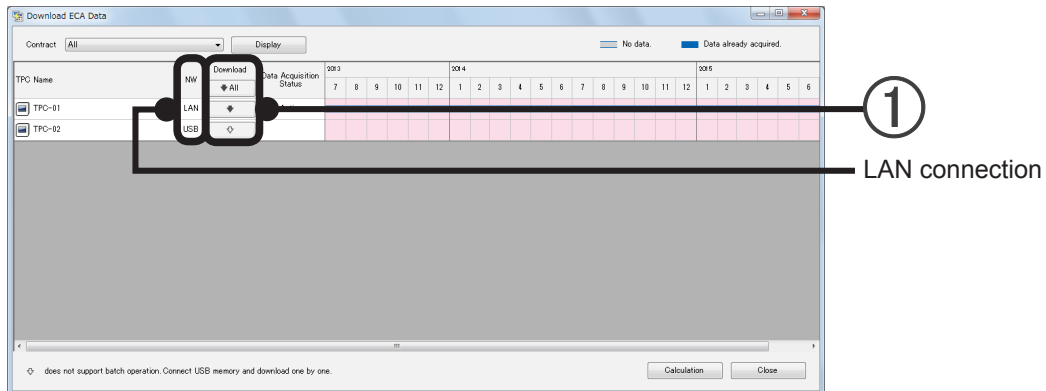 Download ECA Data
Contract All Display No data. Data already acquired.
TPC Name NW Download All Data Acquisition Status
2013 2014 2015
7 8 9 10 11 12 1 2 3 4 5 6 7 8 9 10 11 12 1 2 3 4 5 6
TPC-01 LAN
TPC-02 USB
①
LAN connection
does not support batch operation. Connect USB memory and download one by one.
Calculation Close